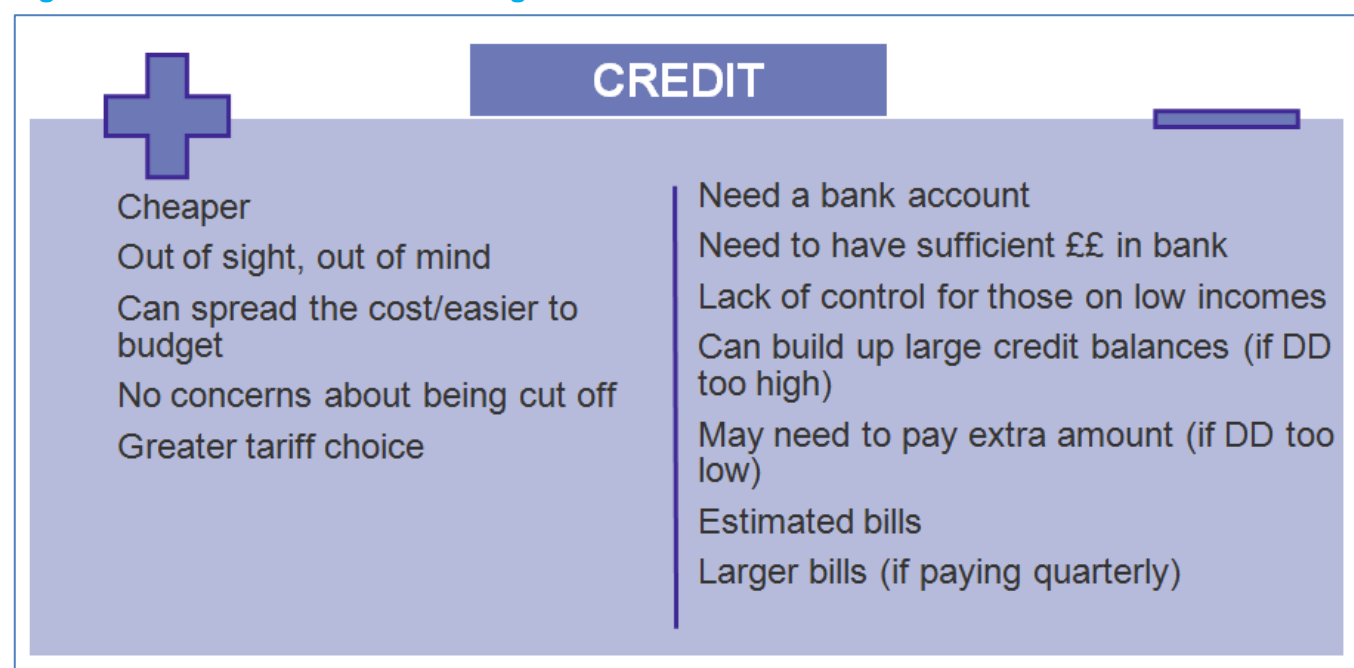 CREDIT
Cheaper
Out of sight, out of mind
Can spread the cost/easier to
budget
No concerns about being cut off
Greater tariff choice
Need a bank account
Need to have sufficient ££ in bank
Lack of control for those on low incomes
Can build up large credit balances (if DD
too high)
May need to pay extra amount (if DD too
low)
Estimated bills
Larger bills (if paying quarterly)